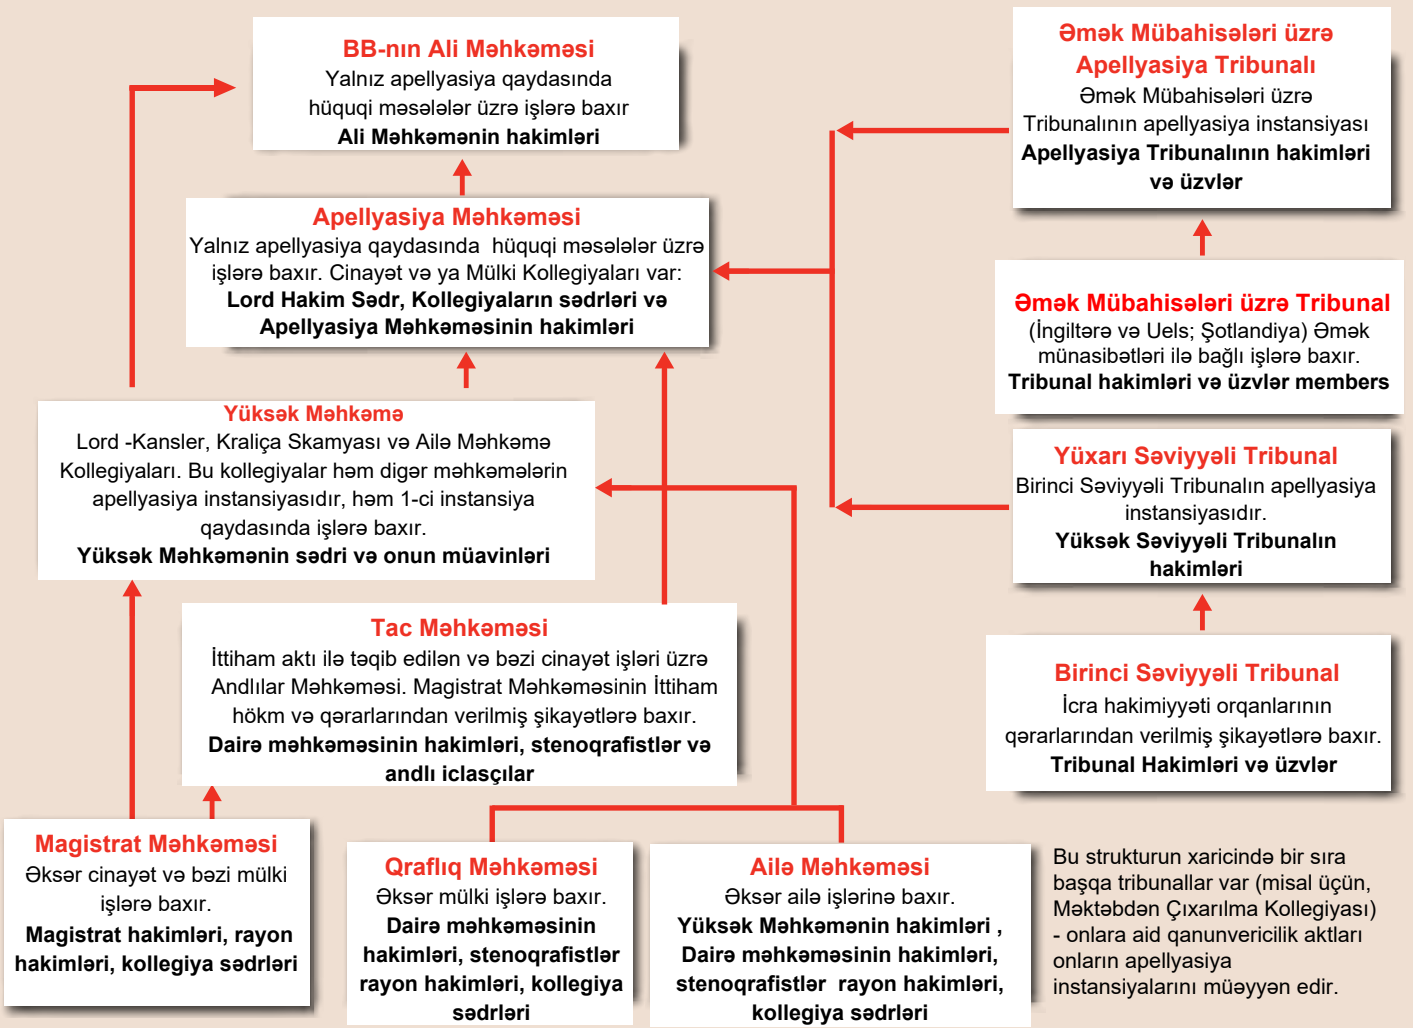 BB-nın Ali Məhkəməsi
Yalnız apellyasiya qaydasında
hüquqi məsələlər üzrə işlərə baxır
Ali Məhkəmənin hakimləri
Apellyasiya Məhkəməsi
Yalnız apellyasiya qaydasında hüquqi məsələlər üzrə
işlərə baxır. Cinayət və ya Mülki Kollegiyaları var:
Lord Hakim Sədr, Kollegiyaların sədrləri və
Apellyasiya Məhkəməsinin hakimləri
Yüksək Məhkəmə
Lord -Kansler, Kraliça Skamyası və Ailə Məhkəmə
Kollegiyaları. Bu kollegiyalar həm digər məhkəmələrin
apellyasiya instansiyasıdır, həm 1-ci instansiya
qaydasında işlərə baxır.
Yüksək Məhkəmənin sədri və onun müavinləri
Tac Məhkəməsi
İttiham aktı ilə təqib edilən və bəzi cinayət işləri üzrə
Andlılar Məhkəməsi. Magistrat Məhkəməsinin İttiham
hökm və qərarlarından verilmiş şikayətlərə baxır.
Dairə məhkəməsinin hakimləri, stenoqrafistlər və
andlı iclasçılar
Magistrat Məhkəməsi
Əksər cinayət və bəzi mülki
işlərə baxır.
Magistrat hakimləri, rayon
hakimləri, kollegiya sədrləri
Qraflıq Məhkəməsi
Əksər mülki işlərə baxır.
Dairə məhkəməsinin
hakimləri, stenoqrafistlər
rayon hakimləri, kollegiya
sədrləri
Ailə Məhkəməsi
Əksər ailə işlərinə baxır.
Yüksək Məhkəmənin hakimləri ,
Dairə məhkəməsinin hakimləri,
stenoqrafistlər rayon hakimləri,
kollegiya sədrləri
Əmək Mübahisələri üzrə
Apellyasiya Tribunalı
Əmək Mübahisələri üzrə
Tribunalının apellyasiya instansiyası
Apellyasiya Tribunalının hakimləri
və üzvlər
Əmək Mübahisələri üzrə Tribunal
(İngiltərə və Uels; Şotlandiya) Əmək
münasibətləri ilə bağlı işlərə baxır.
Tribunal hakimləri və üzvlər members
Yüxarı Səviyyəli Tribunal
Birinci Səviyyəli Tribunalın apellyasiya
instansiyasıdır.
Yüksək Səviyyəli Tribunalın
hakimləri
Birinci Səviyyəli Tribunal
İcra hakimiyyəti orqanlarının
qərarlarından verilmiş şikayətlərə baxır.
Tribunal Hakimləri və üzvlər
Bu strukturun xaricində bir sıra
başqa tribunallar var (misal üçün,
Məktəbdən Çıxarılma Kollegiyası)
- onlara aid qanunvericilik aktları
onların apellyasiya
instansiyalarını müəyyən edir.